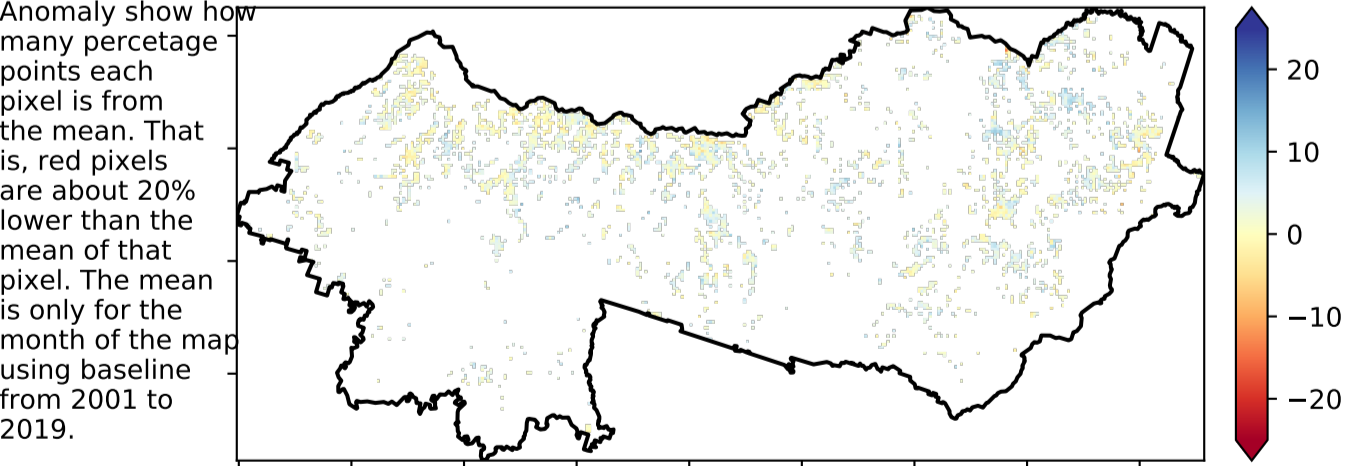 Anomaly show how
many percetage
points each
pixel is from
the mean. That
is, red pixels
are about 20%
lower than the
mean of that
pixel. The mean
is only for the
month of the map
using baseline
from 2001 to
2019.
20
10
0
−10
−20